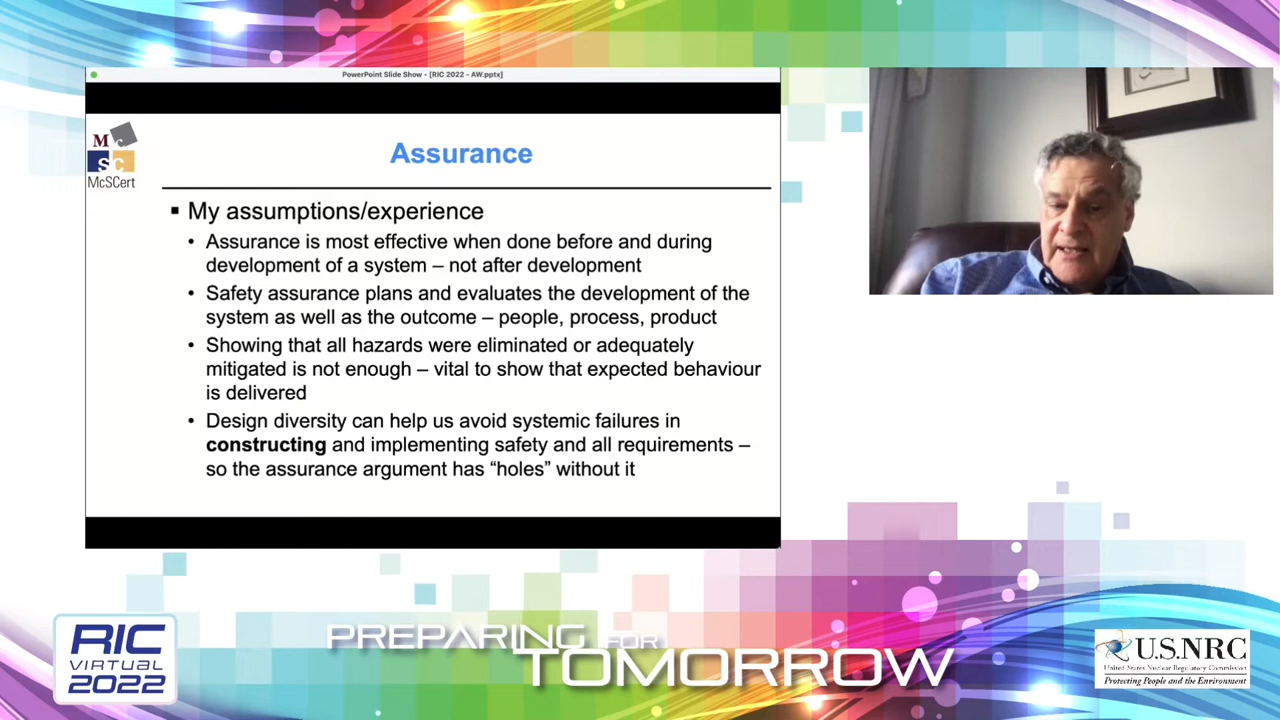 PowerPoint Slide Show - [RIC 2022 - AW.pptx]
Mc
SC
McSCert
Assurance
▪ My assumptions/experience
• Assurance is most effective when done before and during
development of a system – not after development
• Safety assurance plans and evaluates the development of the
system as well as the outcome – people, process, product
• Showing that all hazards were eliminated or adequately
mitigated is not enough – vital to show that expected behaviour
is delivered
• Design diversity can help us avoid systemic failures in
constructing and implementing safety and all requirements –
so the assurance argument has “holes” without it
RIC
VIRTUAL
2022
PREPARING FOR
TOMORROW
U.S.NRC
United States Nuclear Regulatory Commission
Protecting People and the Environment